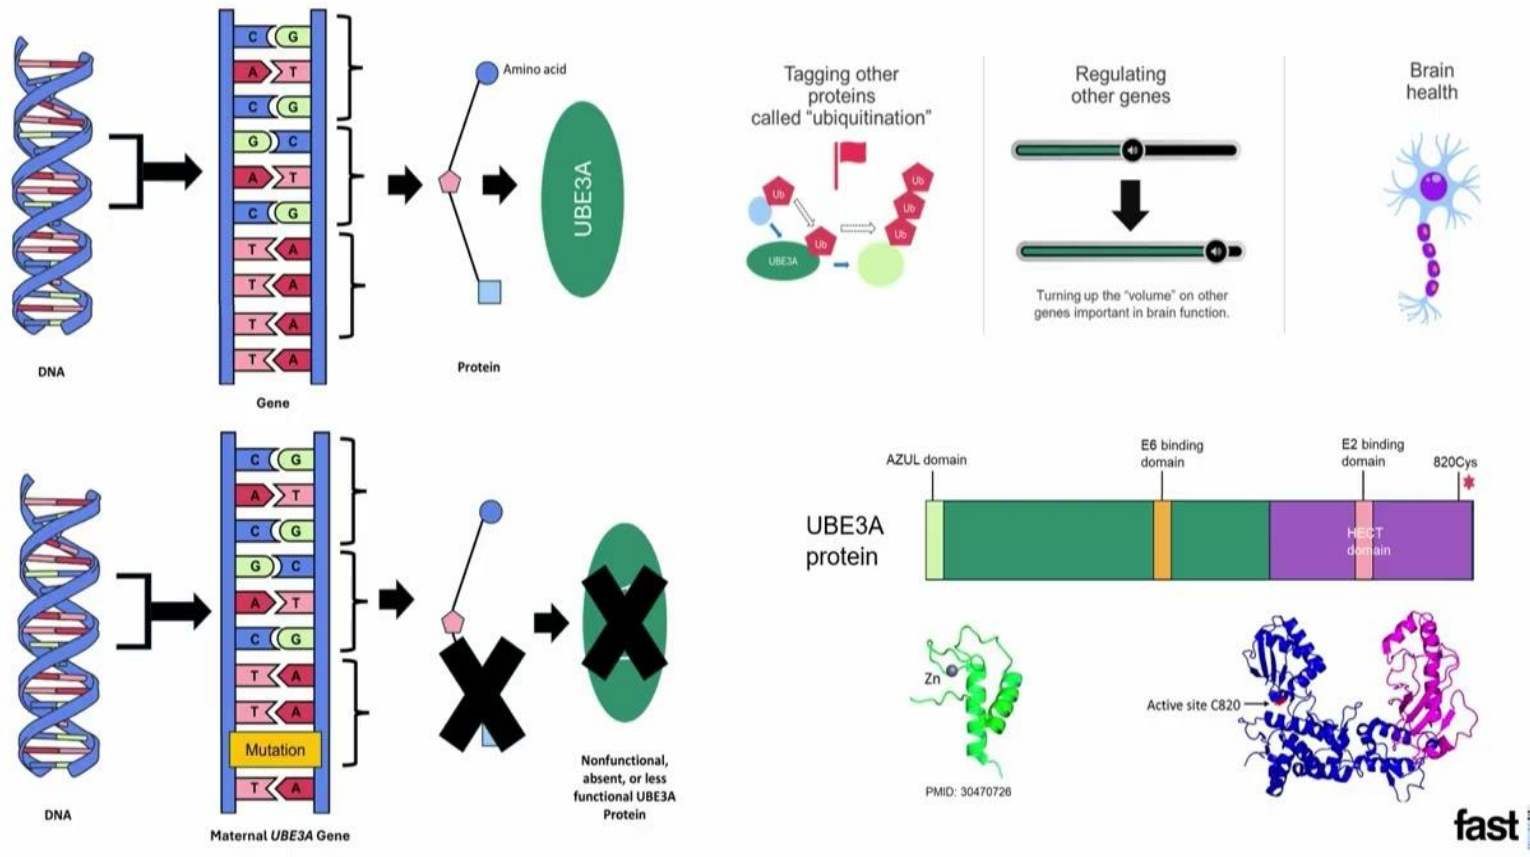 C G
A T
C G
G C
A T
C G
T A
T A
T A
T A
DNA
Gene
Amino acid
UBE3A
Protein
Tagging other
proteins
called “ubiquitination”
Ub
Ub
Ub
Ub
Ub
UBE3A
Regulating
other genes
Turning up the “volume” on other
genes important in brain function.
Brain
health
C G
A T
C G
G C
A T
C G
T A
T A
Mutation
T A
DNA
Maternal UBE3A Gene
Nonfunctional,
absent, or less
functional UBE3A
Protein
AZUL domain
E6 binding
domain
E2 binding
domain
820Cys
UBE3A
protein
HECT
domain
Zn
PMID: 30470726
Active site C820
fast